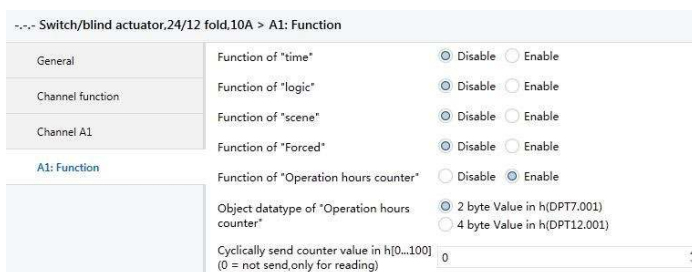 -.-.- Switch/blind actuator,24/12 fold,10A > A1: Function
General
Channel function
Channel A1
A1: Function
Function of "time" Disable Enable
Function of "logic" Disable Enable
Function of "scene" Disable Enable
Function of "Forced" Disable Enable
Function of "Operation hours counter" Disable Enable
Object datatype of "Operation hours counter"
2 byte Value in h(DPT7.001)
4 byte Value in h(DPT12.001)
Cyclically send counter value in h[0...100] 0
(0 = not send,only for reading)